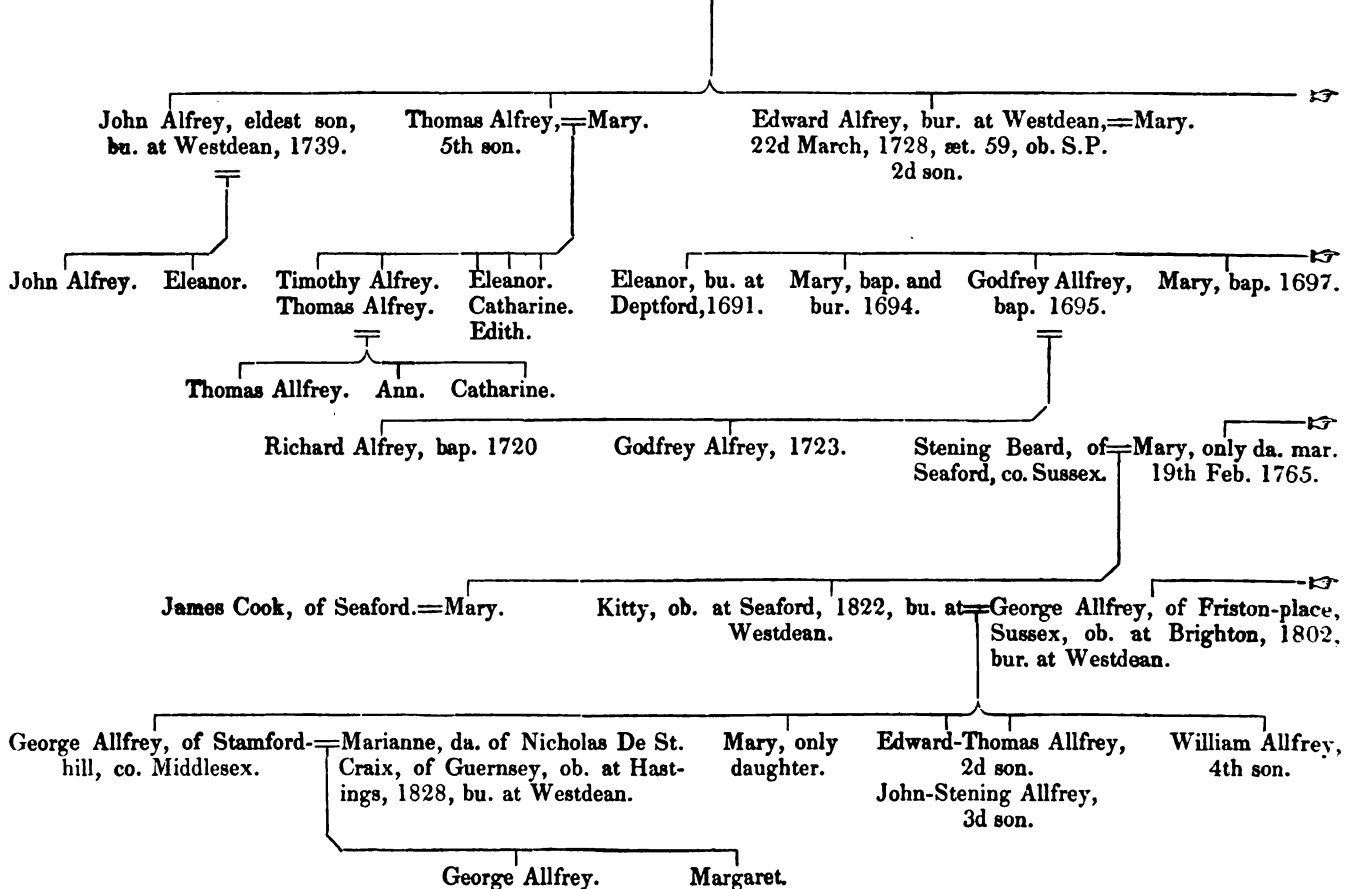 John Alfrey, eldest son,
bu. at Westdean, 1739.
Thomas Alfrey,=Mary.
5th son.
Edward Alfrey, bur. at Westdean,=Mary.
22d March, 1728, æt. 59, ob. S.P.
2d son.
John Alfrey.
Eleanor.
Timothy Alfrey.
Thomas Alfrey.
Eleanor.
Catharine.
Edith.
Eleanor, bu. at
Deptford,1691.
Mary, bap. and
bur. 1694.
Godfrey Allfrey,
bap. 1695.
Mary, bap. 1697.
Thomas Allfrey.
Ann.
Catharine.
Richard Alfrey, bap. 1720
Godfrey Alfrey, 1723.
Stening Beard, of=Mary, only da. mar.
Seaford, co. Sussex.
19th Feb. 1765.
James Cook, of Seaford.=Mary.
Kitty, ob. at Seaford, 1822, bu. at=George Allfrey, of Friston-place,
Westdean.
Sussex, ob. at Brighton, 1802,
bur. at Westdean.
George Allfrey, of Stamford-=Marianne, da. of Nicholas De St.
hill, co. Middlesex.
Craix, of Guernsey, ob. at Hast-
ings, 1828, bu. at Westdean.
Mary, only
daughter.
Edward-Thomas Allfrey,
2d son.
John-Stening Allfrey,
3d son.
William Allfrey,
4th son.
George Allfrey.
Margaret.